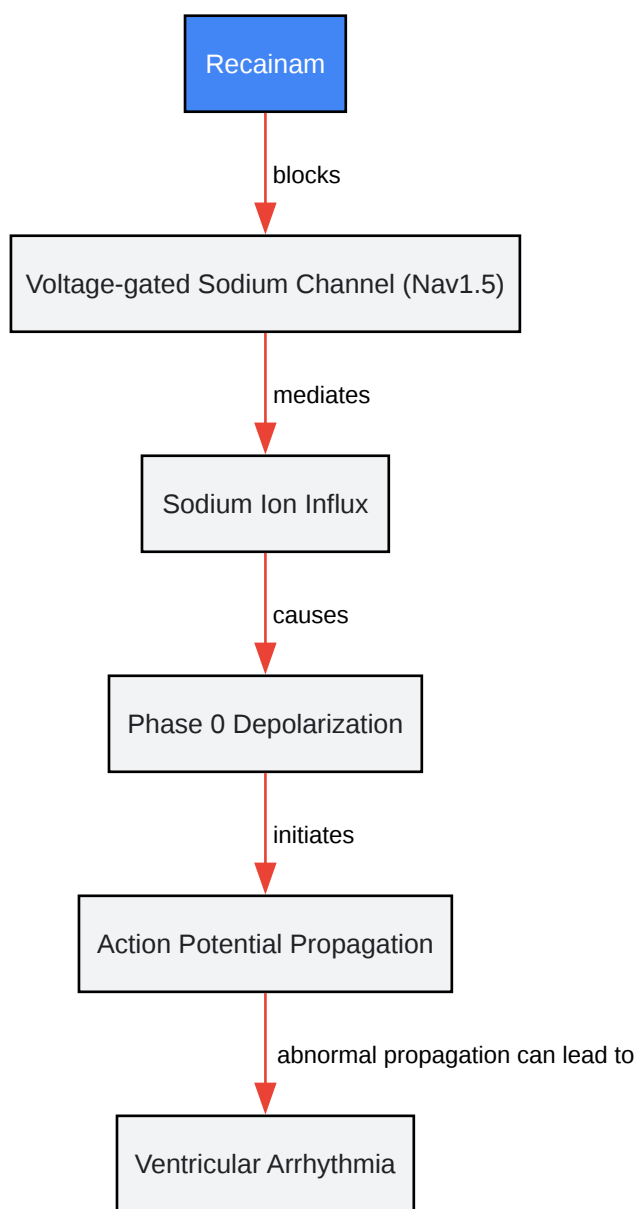 Recainam
blocks
Voltage-gated Sodium Channel (Nav1.5)
mediates
Sodium Ion Influx
causes
Phase 0 Depolarization
initiates
Action Potential Propagation
abnormal propagation can lead to
Ventricular Arrhythmia